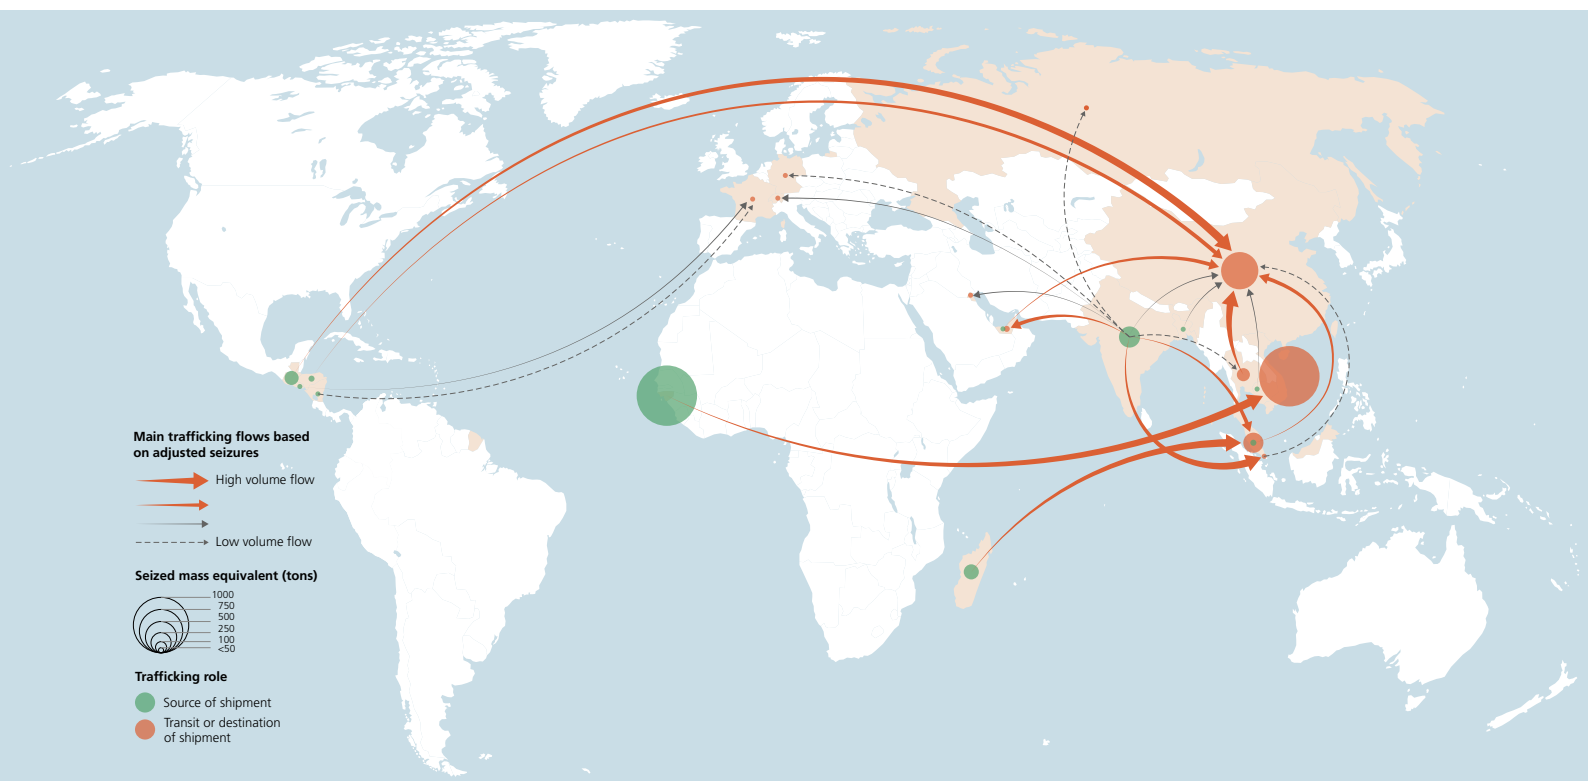 Main trafficking flows based
on adjusted seizures
High volume flow
Low volume flow
Seized mass equivalent (tons)
1000
750
500
250
100
<50
Trafficking role
Source of shipment
Transit or destination
of shipment